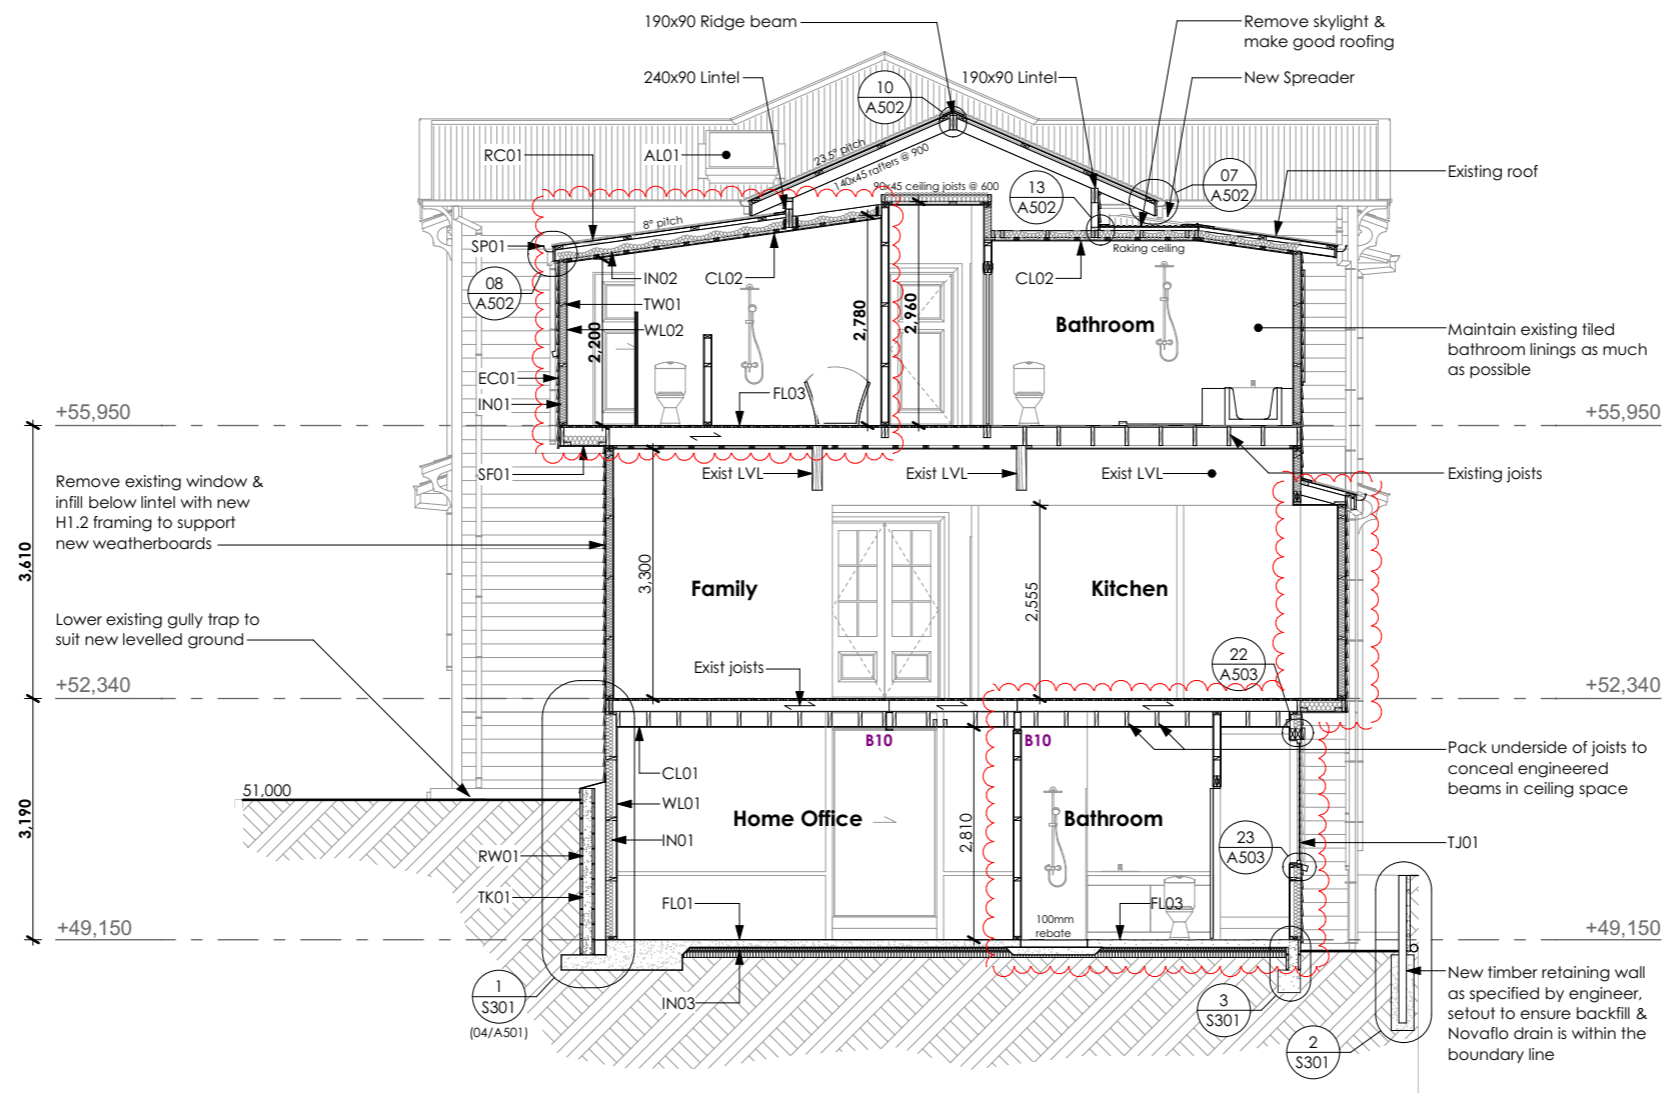 190x90 Ridge beam
Remove skylight &
make good roofing
240x90 Lintel
190x90 Lintel
New Spreader
10
A502
RC01
AL01
23.5° pitch
140x45 rafters @ 900
90x45 ceiling joists @ 600
13
A502
07
A502
Existing roof
8° pitch
SP01
08
A502
IN02
CL02
Raking ceiling
CL02
TW01
WL02
2,200
2,780
2,960
Bathroom
Maintain existing tiled
bathroom linings as much
as possible
EC01
IN01
FL03
+55,950
+55,950
SF01
Exist LVL
Exist LVL
Exist LVL
Existing joists
Remove existing window &
infill below lintel with new
H1.2 framing to support
new weatherboards
3,610
3,300
Family
2,555
Kitchen
Lower existing gully trap to
suit new levelled ground
Exist joists
22
A503
+52,340
+52,340
B10
B10
Pack underside of joists to
conceal engineered
beams in ceiling space
51,000
CL01
WL01
3,190
Home Office
2,810
Bathroom
IN01
23
A503
TJ01
RW01
TK01
FL01
100mm
rebate
FL03
+49,150
+49,150
1
S301
(04/A501)
IN03
3
S301
2
S301
New timber retaining wall
as specified by engineer,
setout to ensure backfill &
Novaflo drain is within the
boundary line